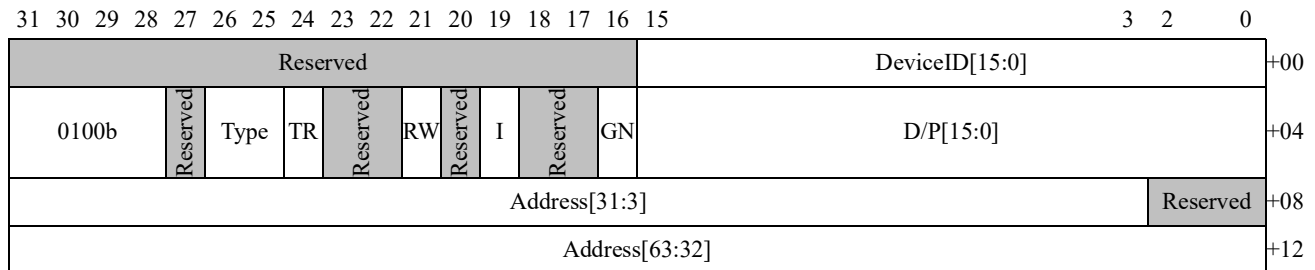 31 30 29 28 27 26 25 24 23 22 21 20 19 18 17 16 15 3 2 0
Reserved DeviceID[15:0] +00
0100b Reserved Type TR Reserved RW Reserved I Reserved GN D/P[15:0] +04
Address[31:3] Reserved +08
Address[63:32] +12